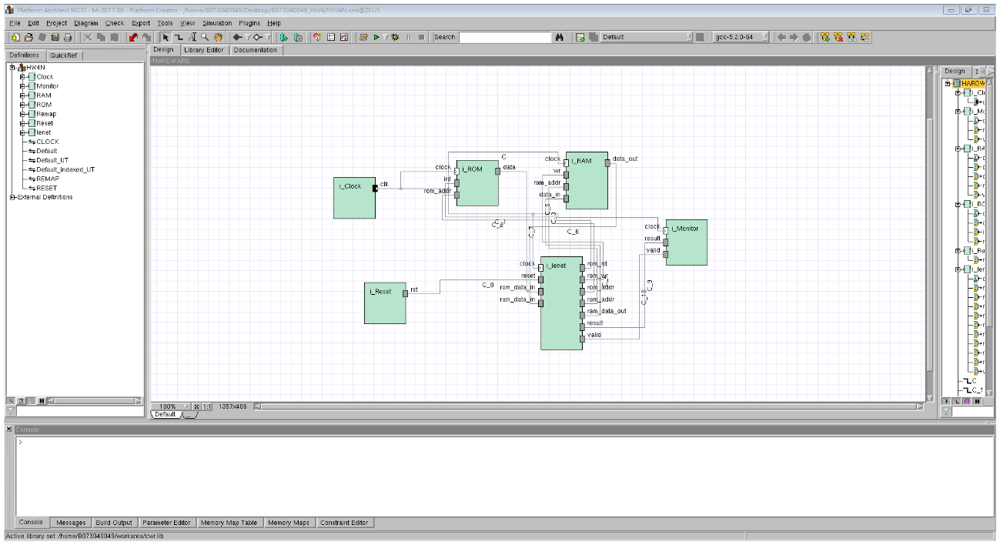 Platform Architect MCO - M-2017.06 - Platform Creator - /home/B073040049/Desktop/B073040049_HW4/HW4N.xml@ZEUS
File Edit Project Diagram Check Export Tools View Simulation Plugins Help
Search: Default gcc-5.2.0-64
Definitions QuickRef
Design Library Editor Documentation
/HARDWARE
HW4N
Clock
Monitor
RAM
ROM
Remap
Reset
lenet
CLOCK
Default
Default_UT
Default_indexed_UT
REMAP
RESET
External Definitions
i_Clock
clk
clock
ird
rom_addr
i_ROM
data
C
clock
wr
ram_addr
data_in
i_RAM
data_out
C_5
C_3
C_2
C_7
C_6
clock
result
valid
i_Monitor
i_Reset
rst
C_8
clock
reset
rom_data_in
ram_data_in
i_lenet
rom_rd
ram_wr
rom_addr
ram_addr
ram_data_out
result
valid
C_10
C_9
Design
HARDW
i_Cl
i_Mo
i_RA
i_RO
i_Re
i_ler
C
C_1
100% 1:1 1357x406
Default ...
Console
>
Console Messages Build Output Parameter Editor Memory Map Table Memory Maps Constraint Editor
Active library set: /home/B073040049/workarea/cwr.lib